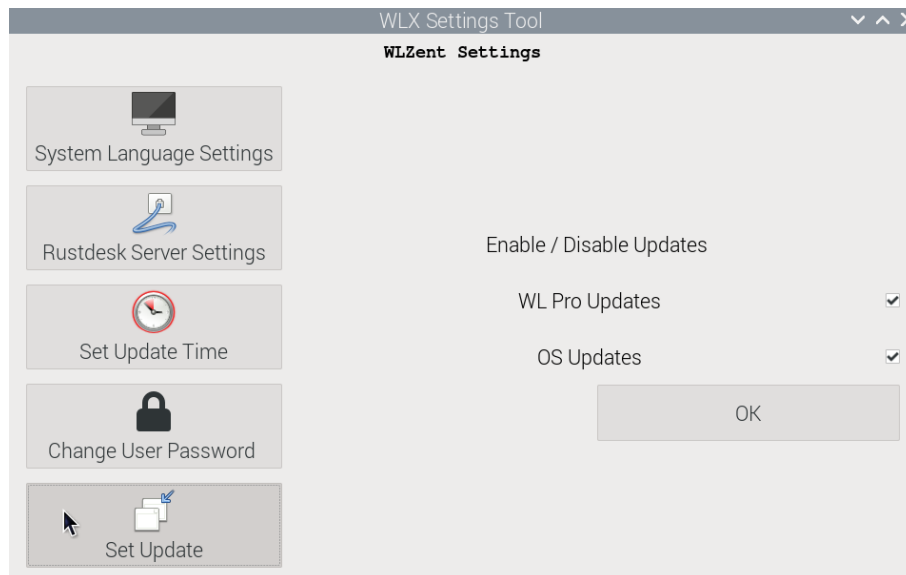 WLX Settings Tool
WLZent Settings
System Language Settings
Rustdesk Server Settings
Set Update Time
Change User Password
Set Update
Enable / Disable Updates
WL Pro Updates
OS Updates
OK